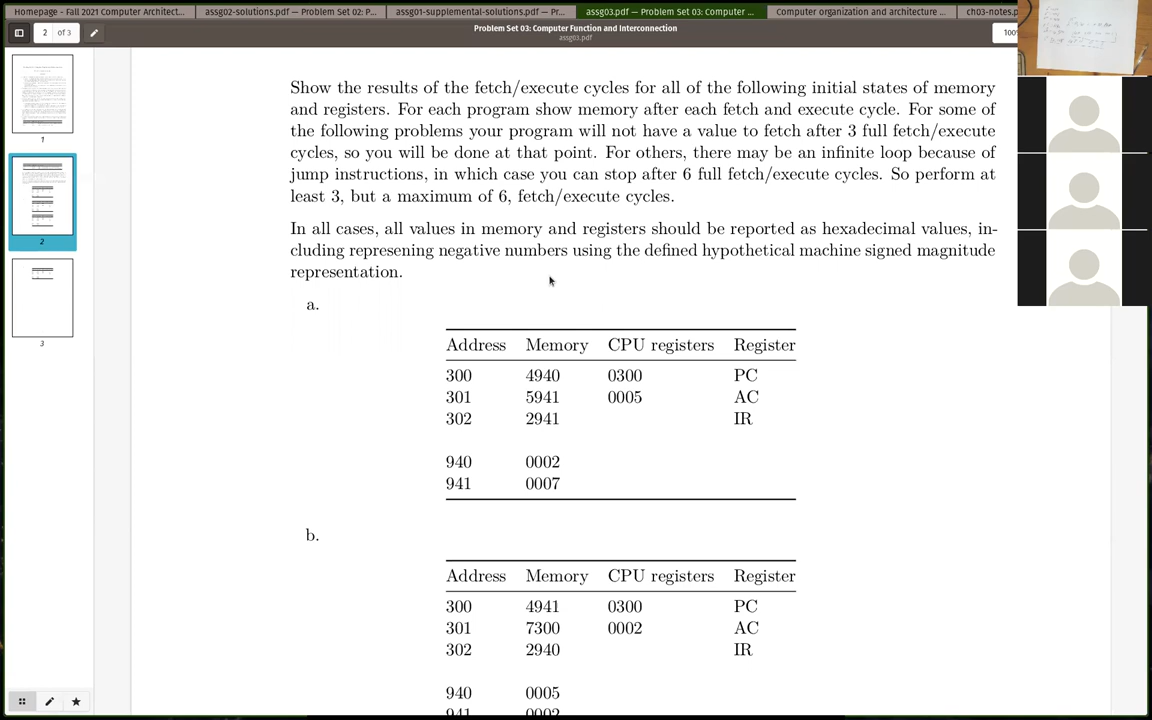 Homepage - Fall 2021 Computer Architect...
assg02-solutions.pdf — Problem Set 02: P...
assg01-supplemental-solutions.pdf — Pr...
assg03.pdf — Problem Set 03: Computer ...
Computer organization and architecture ...
ch03-notes.p
2 of 3
Problem Set 03: Computer Function and Interconnection
assg03.pdf
100
Show the results of the fetch/execute cycles for all of the following initial states of memory
and registers. For each program show memory after each fetch and execute cycle. For some of
the following problems your program will not have a value to fetch after 3 full fetch/execute
cycles, so you will be done at that point. For others, there may be an infinite loop because of
jump instructions, in which case you can stop after 6 full fetch/execute cycles. So perform at
least 3, but a maximum of 6, fetch/execute cycles.
In all cases, all values in memory and registers should be reported as hexadecimal values, in-
cluding represening negative numbers using the defined hypothetical machine signed magnitude
representation.
a.
Address Memory CPU registers Register
300 4940 0300 PC
301 5941 0005 AC
302 2941 IR
940 0002
941 0007
b.
Address Memory CPU registers Register
300 4941 0300 PC
301 7300 0002 AC
302 2940 IR
940 0005
941 0002
1
2
3